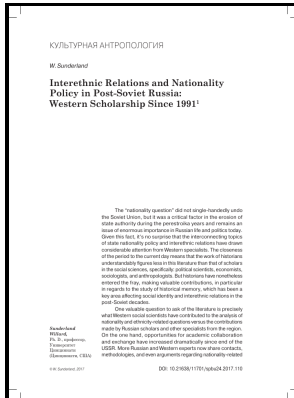 КУЛЬТУРНАЯ АНТРОПОЛОГИЯ
W. Sunderland
Interethnic Relations and Nationality
Policy in Post-Soviet Russia:
Western Scholarship Since 1991¹
The “nationality question” did not single-handedly undo
the Soviet Union, but it was a critical factor in the erosion of
state authority during the perestroika years and remains an
issue of enormous importance in Russian life and politics today.
Given this fact, it’s no surprise that the interconnecting topics
of state nationality policy and interethnic relations have drawn
considerable attention from Western specialists. The closeness
of the period to the current day means that the work of historians
understandably figures less in this literature than that of scholars
in the social sciences, specifically: political scientists, economists,
sociologists, and anthropologists. But historians have nonetheless
entered the fray, making valuable contributions, in particular
in regards to the study of historical memory, which has been a
key area affecting social identity and interethnic relations in the
post-Soviet decades.
One valuable question to ask of the literature is precisely
what Western social scientists have contributed to the analysis of
nationality and ethnicity-related questions versus the contributions
made by Russian scholars and other specialists from the region.
On the one hand, opportunities for academic collaboration
and exchange have increased dramatically since the end of the
USSR. More Russian and Western experts now share contacts,
methodologies, and even arguments regarding nationality-related
Sunderland
Willard,
Ph. D., профессор,
Университет
Цинциннати
(Цинциннати, США)
© W. Sunderland, 2017
DOI: 10.21638/11701/spbu24.2017.110